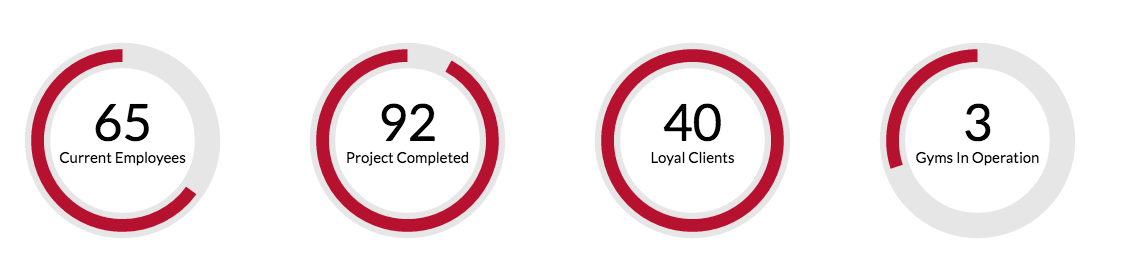 65
Current Employees
92
Project Completed
40
Loyal Clients
3
Gyms In Operation